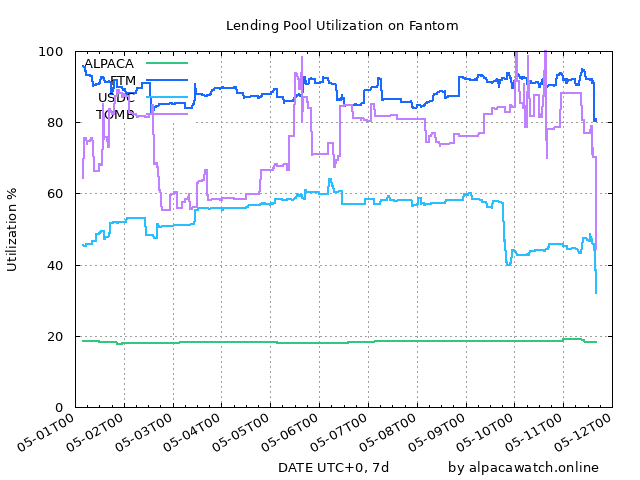 Lending Pool Utilization on Fantom
Utilization %
100
80
60
40
20
0
ALPACA
FTM
USDC
TOMB
05-01T00
05-02T00
05-03T00
05-04T00
05-05T00
05-06T00
05-07T00
05-08T00
05-09T00
05-10T00
05-11T00
05-12T00
DATE UTC+0, 7d
by alpacawatch.online